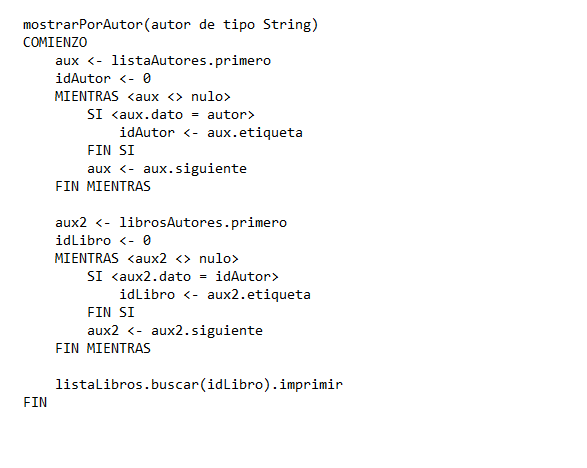 mostrarPorAutor(autor de tipo String)
COMIENZO
    aux <- listaAutores.primero
    idAutor <- 0
    MIENTRAS <aux <> nulo>
        SI <aux.dato = autor>
            idAutor <- aux.etiqueta
        FIN SI
        aux <- aux.siguiente
    FIN MIENTRAS

    aux2 <- librosAutores.primero
    idLibro <- 0
    MIENTRAS <aux2 <> nulo>
        SI <aux2.dato = idAutor>
            idLibro <- aux2.etiqueta
        FIN SI
        aux2 <- aux2.siguiente
    FIN MIENTRAS

    listaLibros.buscar(idLibro).imprimir
FIN